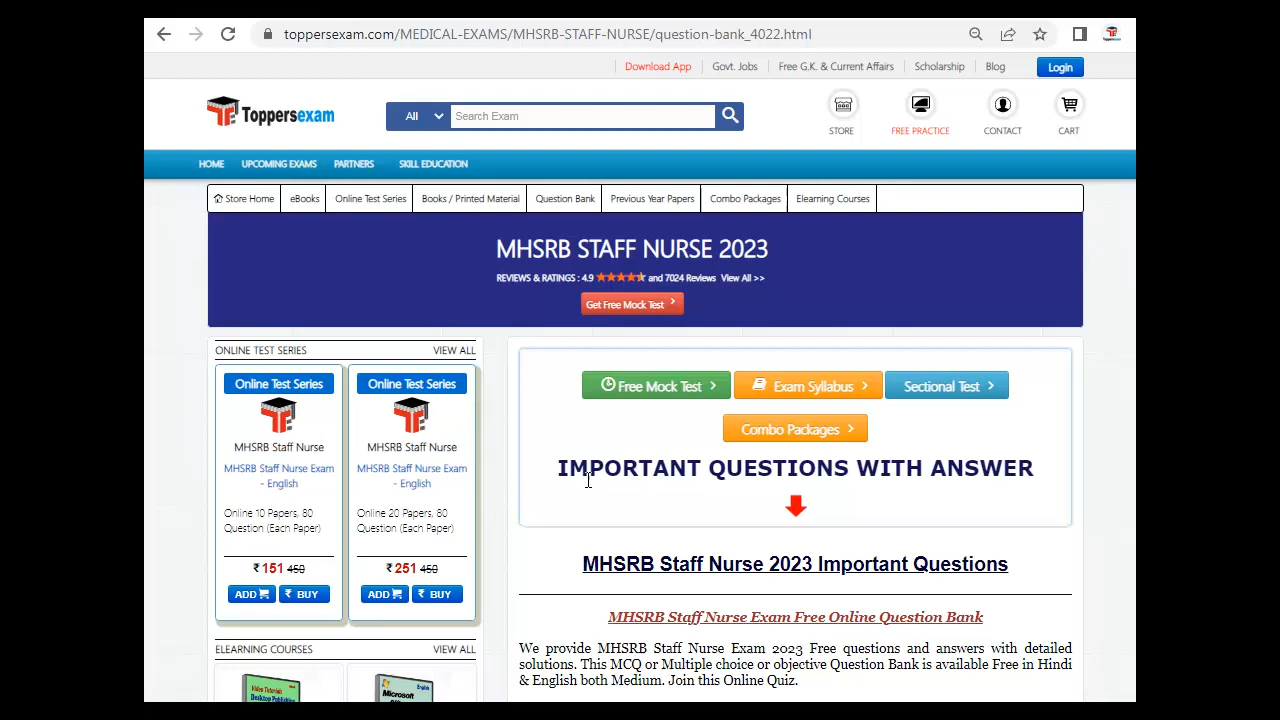 toppersexam.com/MEDICAL-EXAMS/MHSRB-STAFF-NURSE/question-bank_4022.html
Download App Govt. Jobs Free G.K. & Current Affairs Scholarship Blog Login
Toppersexam All Search Exam
STORE FREE PRACTICE CONTACT CART
HOME UPCOMING EXAMS PARTNERS SKILL EDUCATION
Store Home eBooks Online Test Series Books / Printed Material Question Bank Previous Year Papers Combo Packages Elearning Courses
MHSRB STAFF NURSE 2023
REVIEWS & RATINGS : 4.9 and 7024 Reviews View All >>
Get Free Mock Test
ONLINE TEST SERIES VIEW ALL
Online Test Series
MHSRB Staff Nurse
MHSRB Staff Nurse Exam
- English
Online 10 Papers, 80
Question (Each Paper)
₹ 151 450
ADD ₹ BUY
Online Test Series
MHSRB Staff Nurse
MHSRB Staff Nurse Exam
- English
Online 20 Papers, 80
Question (Each Paper)
₹ 251 450
ADD ₹ BUY
ELEARNING COURSES VIEW ALL
Video Tutorials
Desktop Publishing
English
Microsoft
Free Mock Test Exam Syllabus Sectional Test
Combo Packages
IMPORTANT QUESTIONS WITH ANSWER
MHSRB Staff Nurse 2023 Important Questions
MHSRB Staff Nurse Exam Free Online Question Bank
We provide MHSRB Staff Nurse Exam 2023 Free questions and answers with detailed
solutions. This MCQ or Multiple choice or objective Question Bank is available Free in Hindi
& English both Medium. Join this Online Quiz.